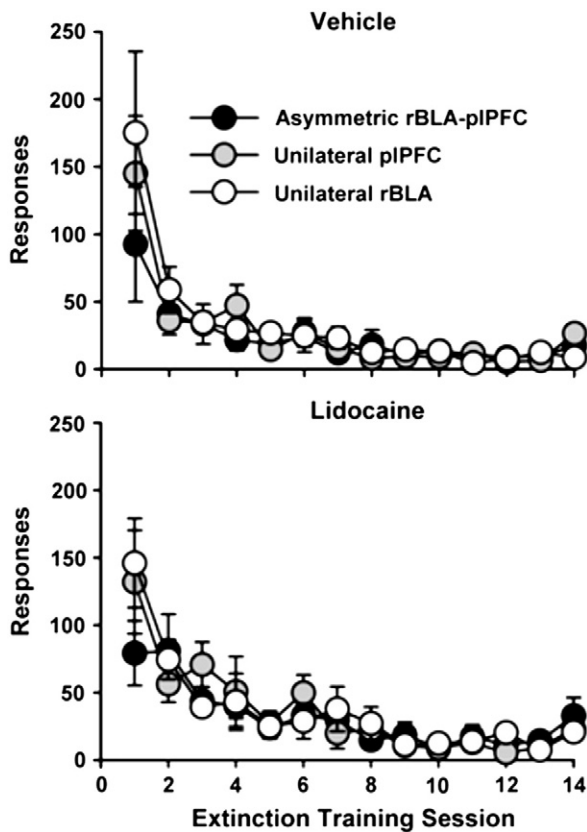 Vehicle
250
200
150
100
50
0
Responses
Asymmetric rBLA-plPFC
Unilateral plPFC
Unilateral rBLA
Lidocaine
250
200
150
100
50
0
Responses
0 2 4 6 8 10 12 14
Extinction Training Session